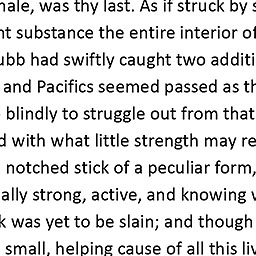 hale, was thy last. As if struck by s
nt substance the entire interior of
ubb had swiftly caught two additi
and Pacifics seemed passed as th
blindly to struggle out from that
d with what little strength may re
notched stick of a peculiar form,
ally strong, active, and knowing
k was yet to be slain; and though
small, helping cause of all this liv